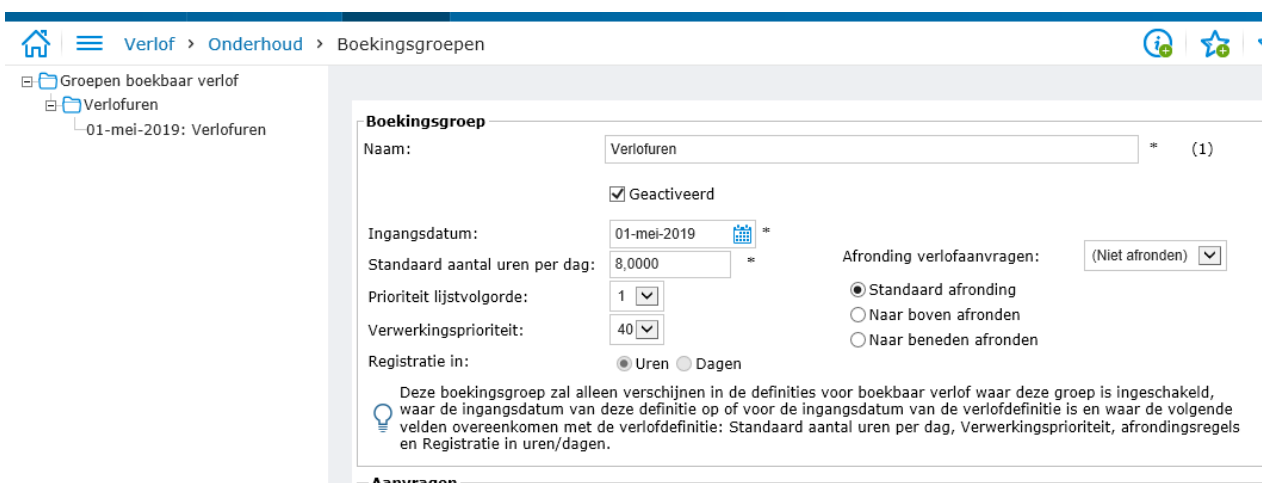 Verlof > Onderhoud > Boekingsgroepen
Groepen boekbaar verlof
Verlofuren
01-mei-2019: Verlofuren
Boekingsgroep
Naam: Verlofuren * (1)
Geactiveerd
Ingangsdatum: 01-mei-2019 *
Standaard aantal uren per dag: 8,0000 *
Prioriteit lijstvolgorde: 1
Verwerkingsprioriteit: 40
Registratie in: Uren Dagen
Afronding verlofaanvragen: (Niet afronden)
Standaard afronding
Naar boven afronden
Naar beneden afronden
Deze boekingsgroep zal alleen verschijnen in de definities voor boekbaar verlof waar deze groep is ingeschakeld,
waar de ingangsdatum van deze definitie op of voor de ingangsdatum van de verlofdefinitie is en waar de volgende
velden overeenkomen met de verlofdefinitie: Standaard aantal uren per dag, Verwerkingsprioriteit, afrondingsregels
en Registratie in uren/dagen.
Aanvragen